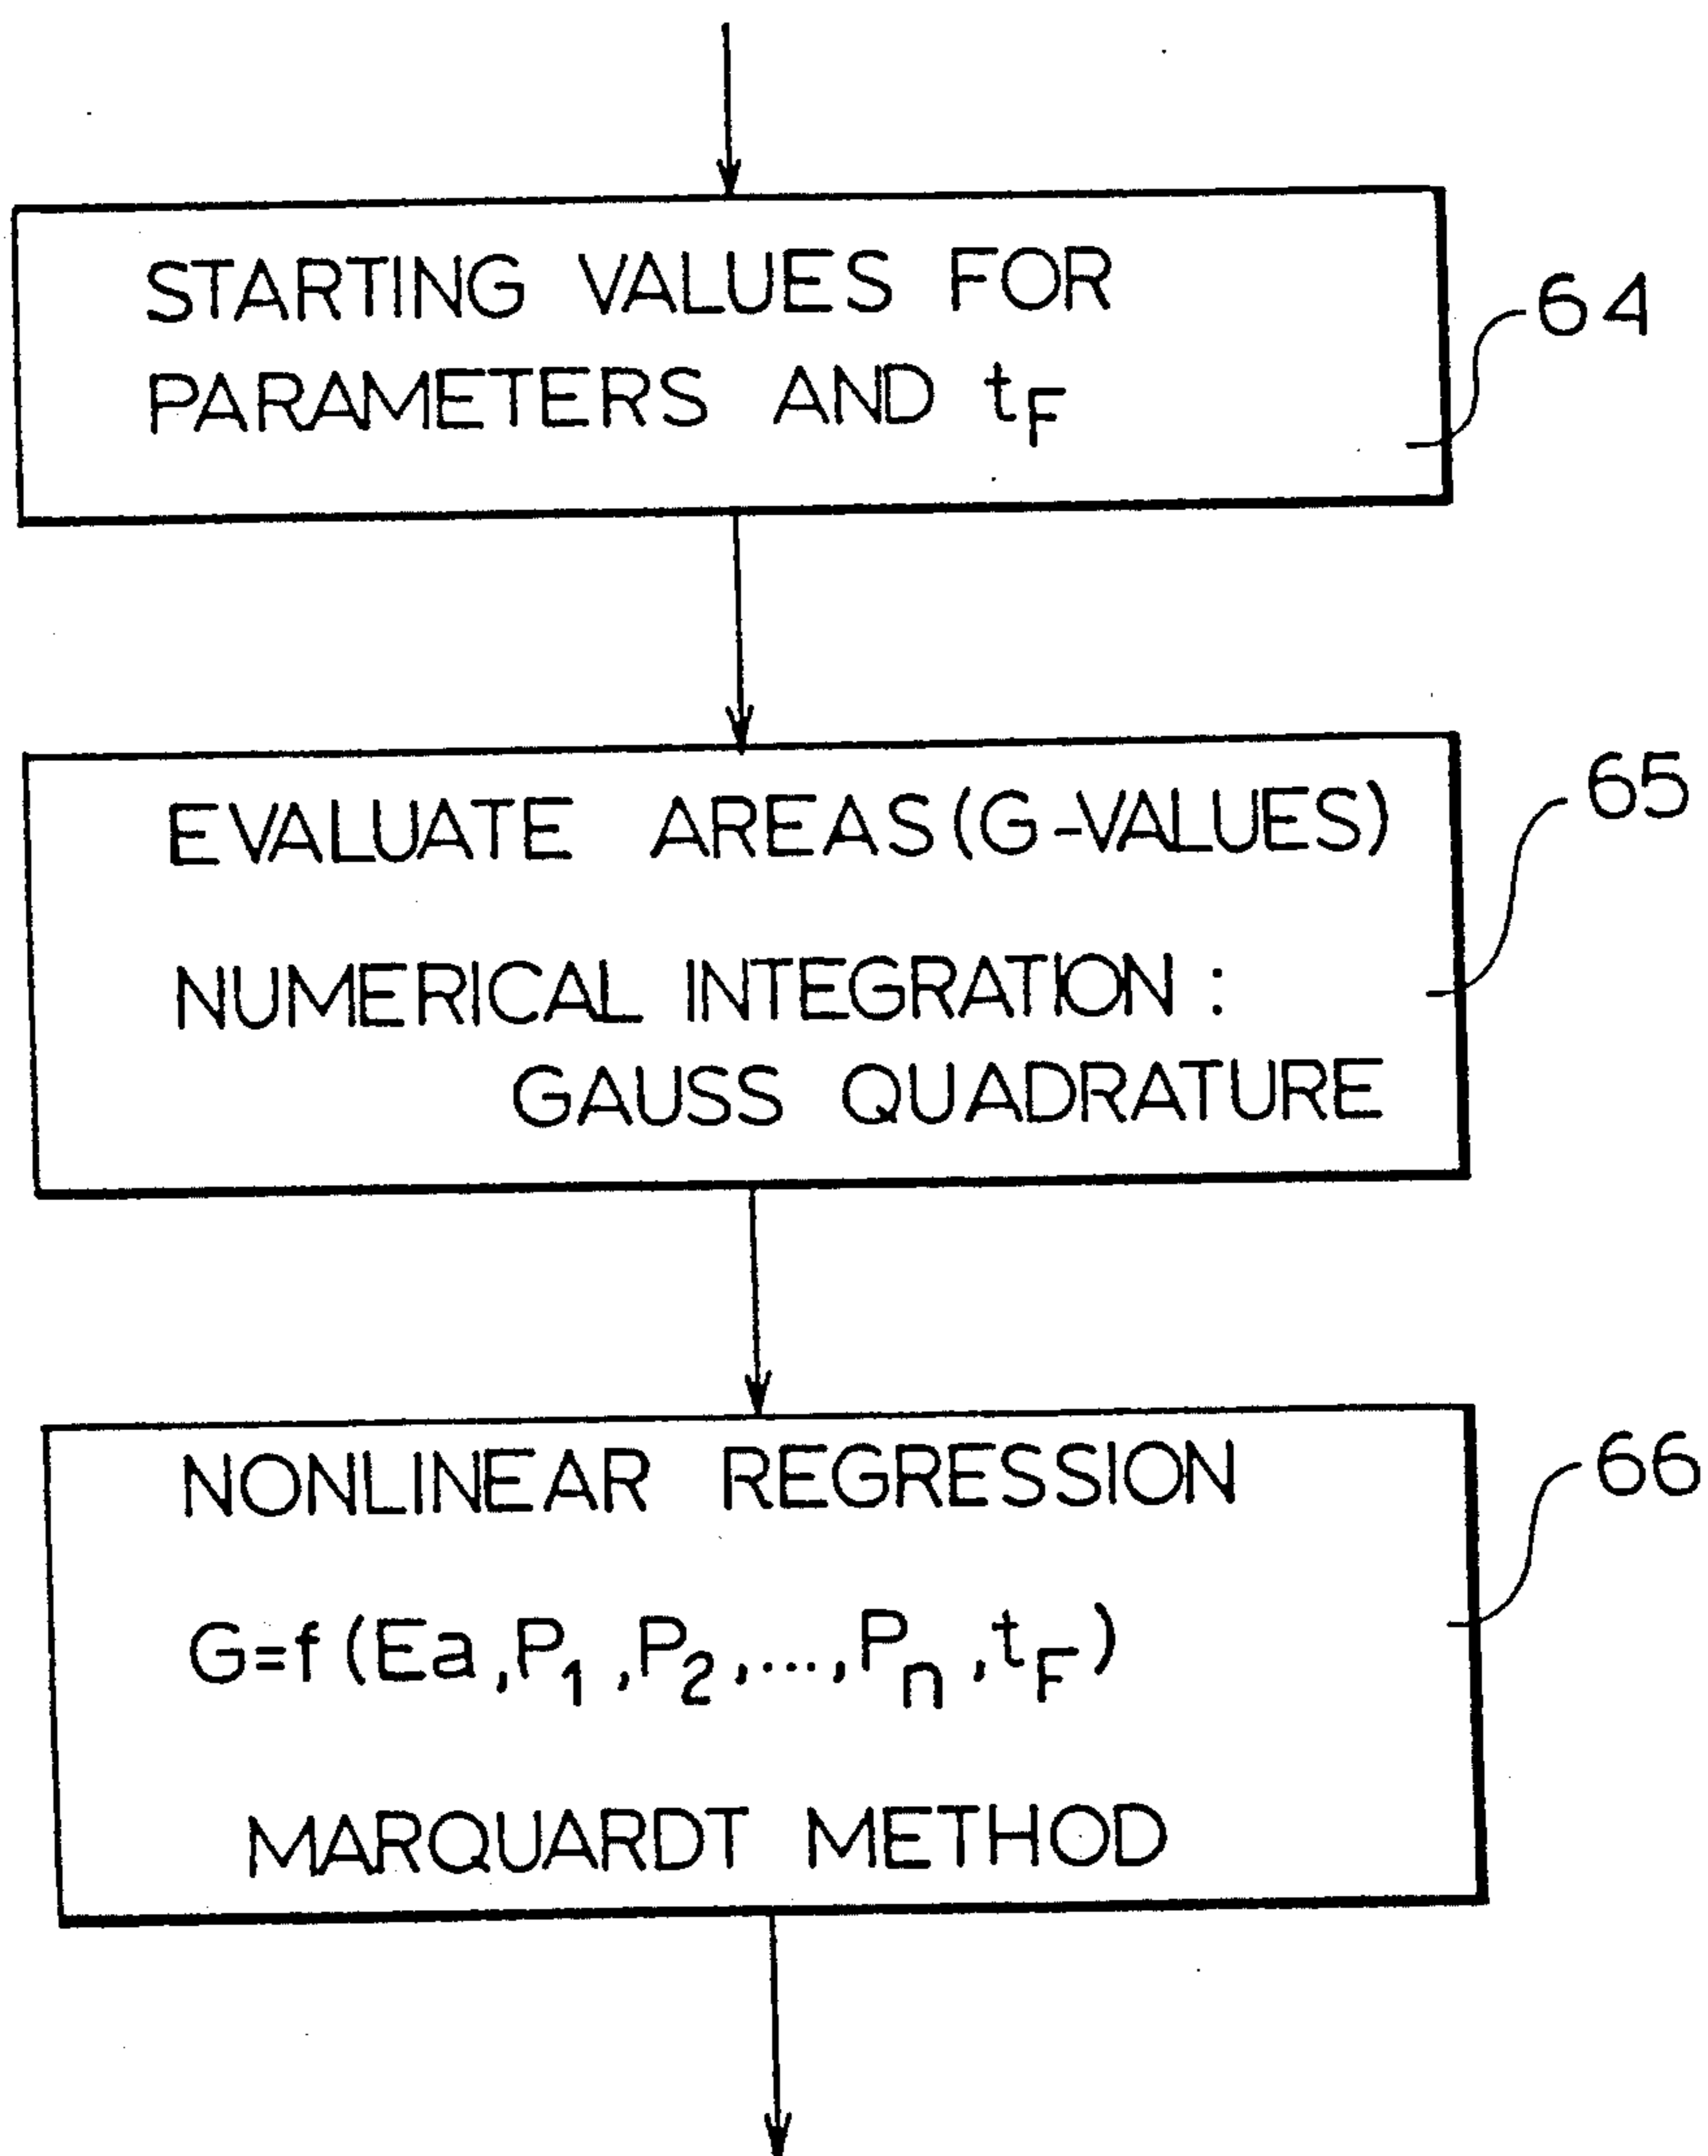 STARTING VALUES FOR
PARAMETERS AND tF
64
EVALUATE AREAS (G-VALUES)
65
NUMERICAL INTEGRATION :
GAUSS QUADRATURE
NONLINEAR REGRESSION
66
G=f (Ea,P1,P2,...,Pn,tF)
MARQUARDT METHOD